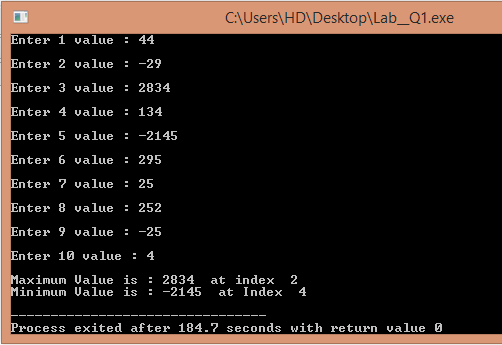 C:\Users\HD\Desktop\Lab__Q1.exe
Enter 1 value : 44
Enter 2 value : -29
Enter 3 value : 2834
Enter 4 value : 134
Enter 5 value : -2145
Enter 6 value : 295
Enter 7 value : 25
Enter 8 value : 252
Enter 9 value : -25
Enter 10 value : 4
Maximum Value is : 2834  at index  2
Minimum Value is : -2145  at Index  4
--------------------------------
Process exited after 184.7 seconds with return value 0